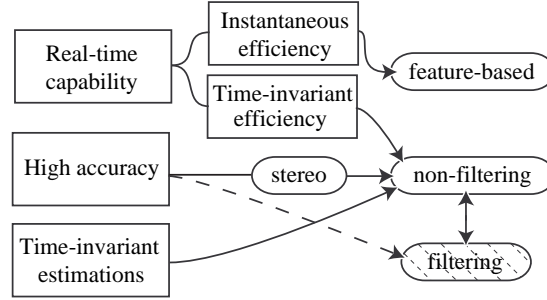 Instantaneous
efficiency
Real-time
capability
feature-based
Time-invariant
efficiency
High accuracy
stereo
non-filtering
Time-invariant
estimations
filtering